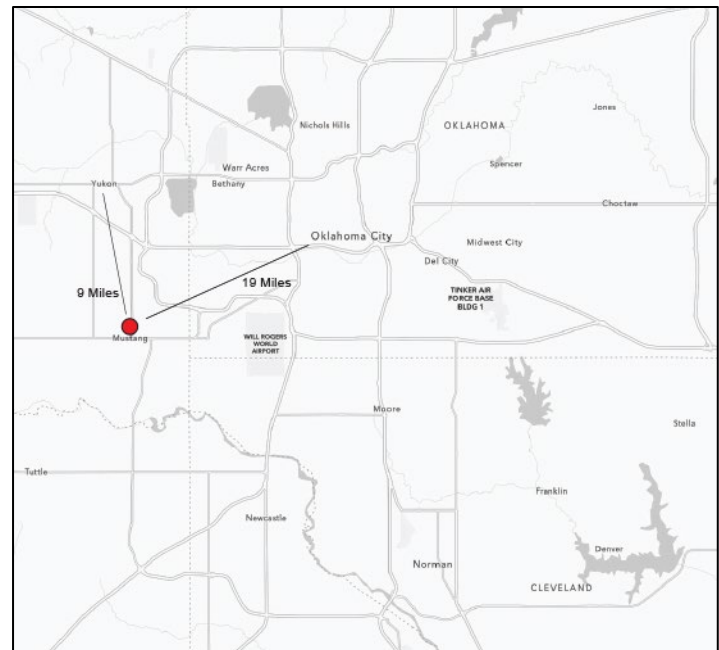 Jones
Nichols Hills
OKLAHOMA
Spencer
Warr Acres
Yukon
Bethany
Choctaw
Oklahoma City
Midwest City
Del City
19 Miles
9 Miles
TINKER AIR
FORCE BASE
BLDG 1
Mustang
WILL ROGERS
WORLD
AIRPORT
Moore
Stella
Tuttle
Franklin
Newcastle
Denver
Norman
CLEVELAND